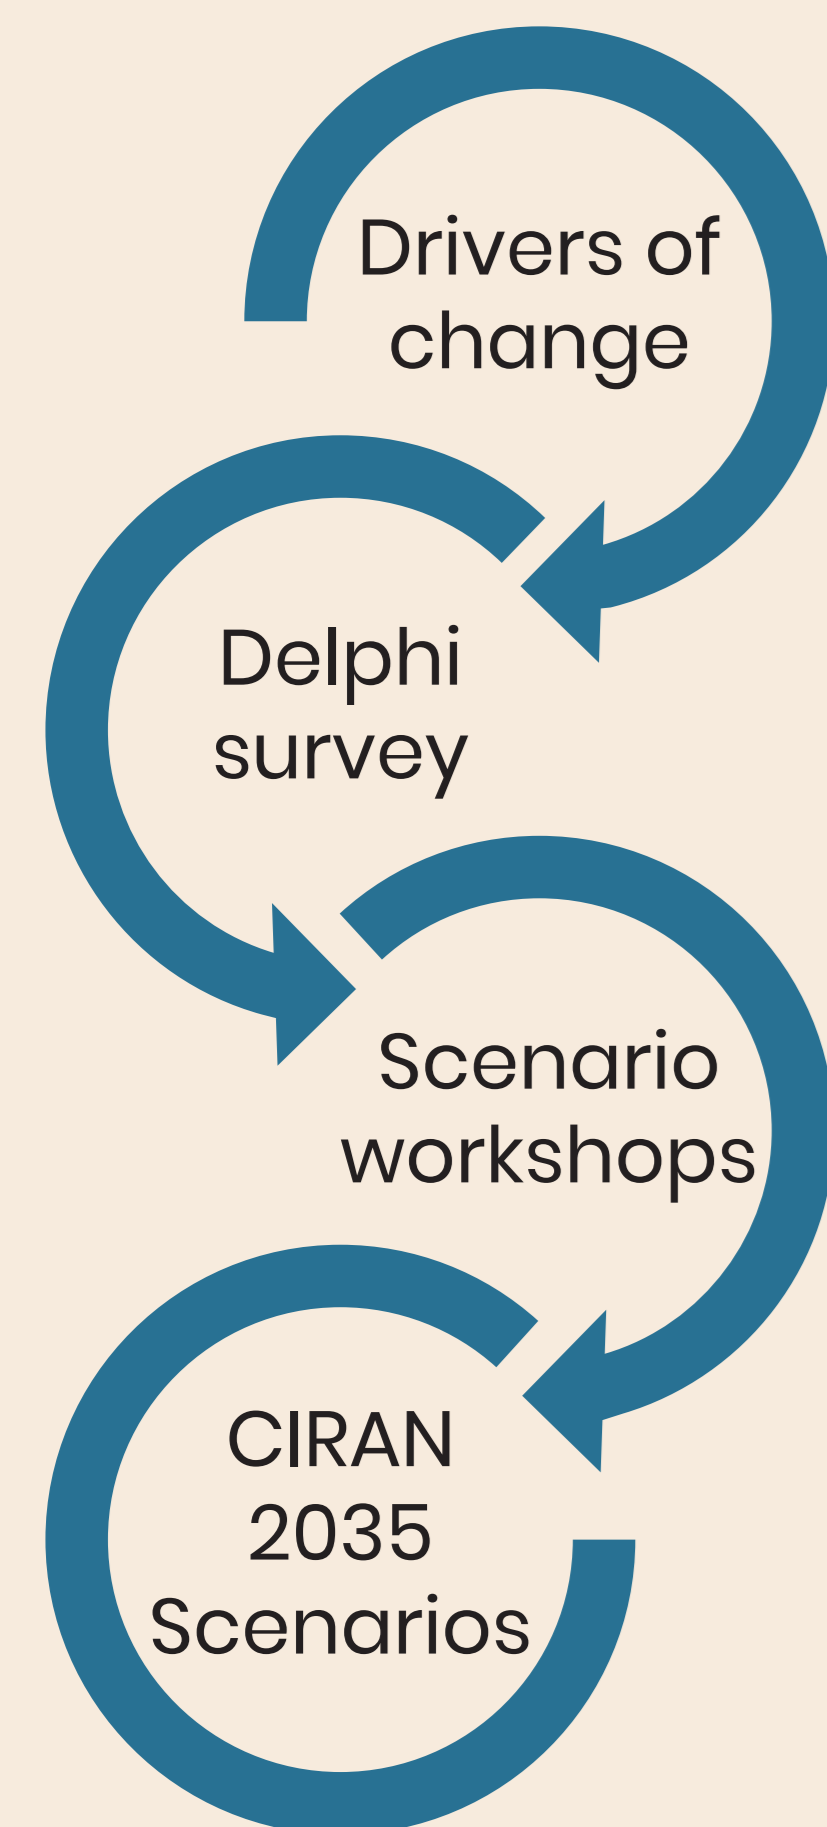 Drivers of
change
Delphi
survey
Scenario
workshops
CIRAN
2035
Scenarios